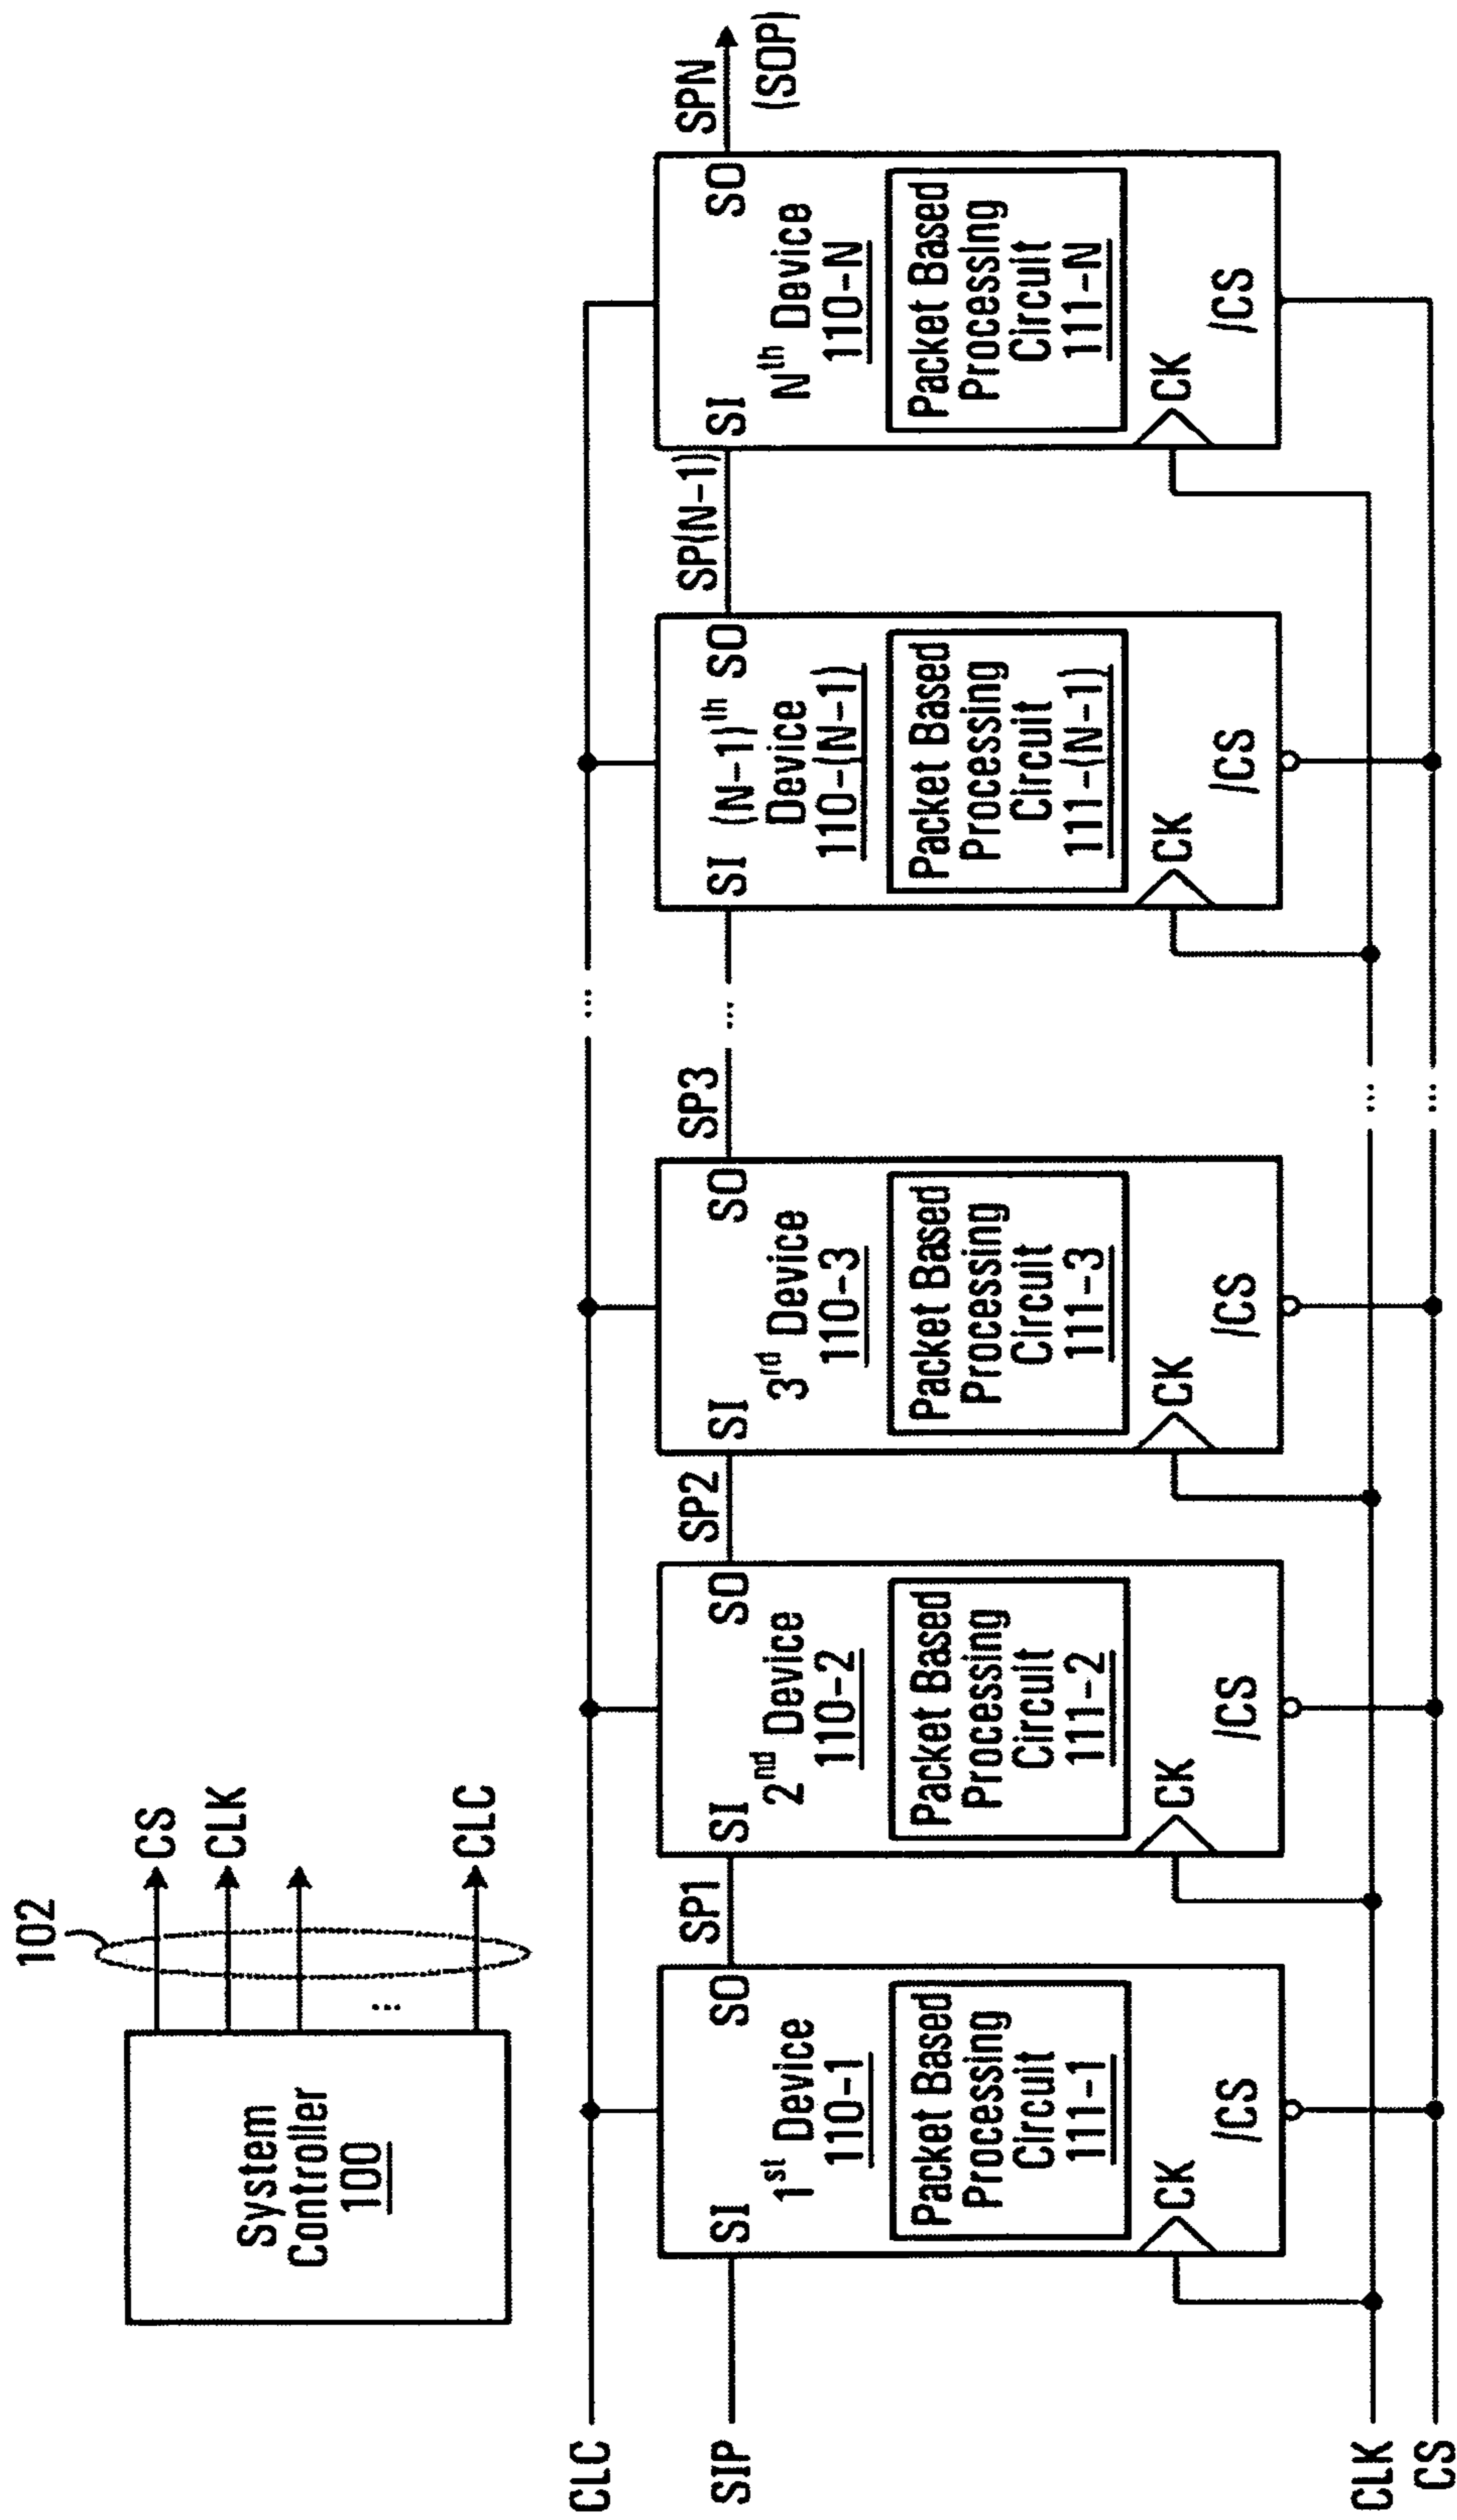 102
System
Controller
100
...
CS
CLK
CLC
CLC
...
SIP
SP1
SP2
SP3
...
SP(N-1)
SPN
(SOP)
SI
SO
1st Device
110-1
Packet Based
Processing
Circuit
111-1
CK
/CS
SI
SO
2nd Device
110-2
Packet Based
Processing
Circuit
111-2
CK
/CS
SI
SO
3rd Device
110-3
Packet Based
Processing
Circuit
111-3
CK
/CS
SI (N-1)th SO
Device
110-(N-1)
Packet Based
Processing
Circuit
111-(N-1)
CK
/CS
SI
SO
Nth Device
110-N
Packet Based
Processing
Circuit
111-N
CK
/CS
CLK
...
CS
...